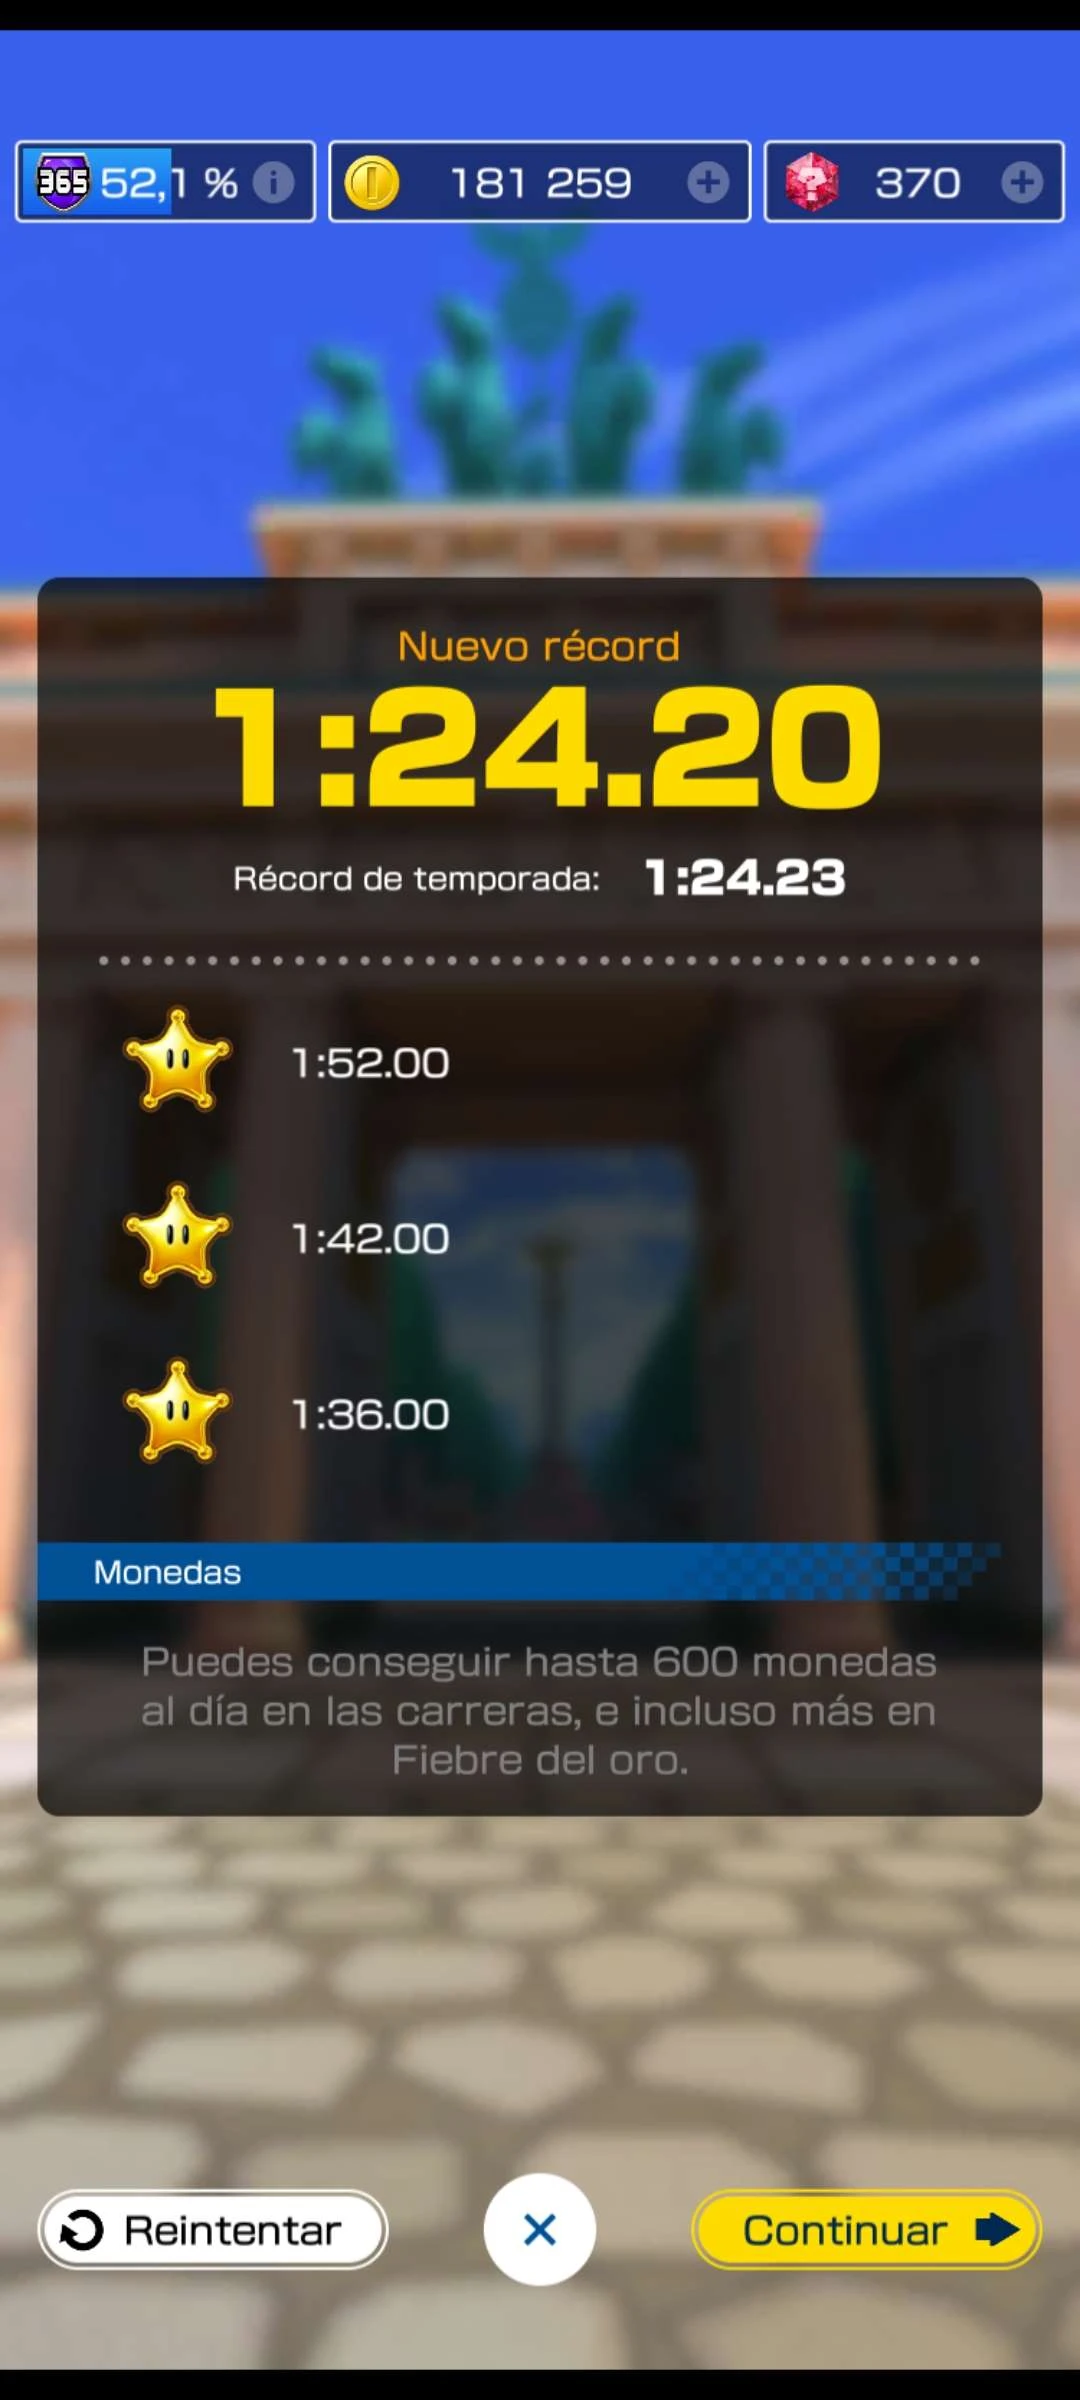 365 52,1 % i 181 259 + ? 370 +
Nuevo récord
1:24.20
Récord de temporada: 1:24.23
1:52.00
1:42.00
1:36.00
Monedas
Puedes conseguir hasta 600 monedas
al día en las carreras, e incluso más en
Fiebre del oro.
Reintentar × Continuar